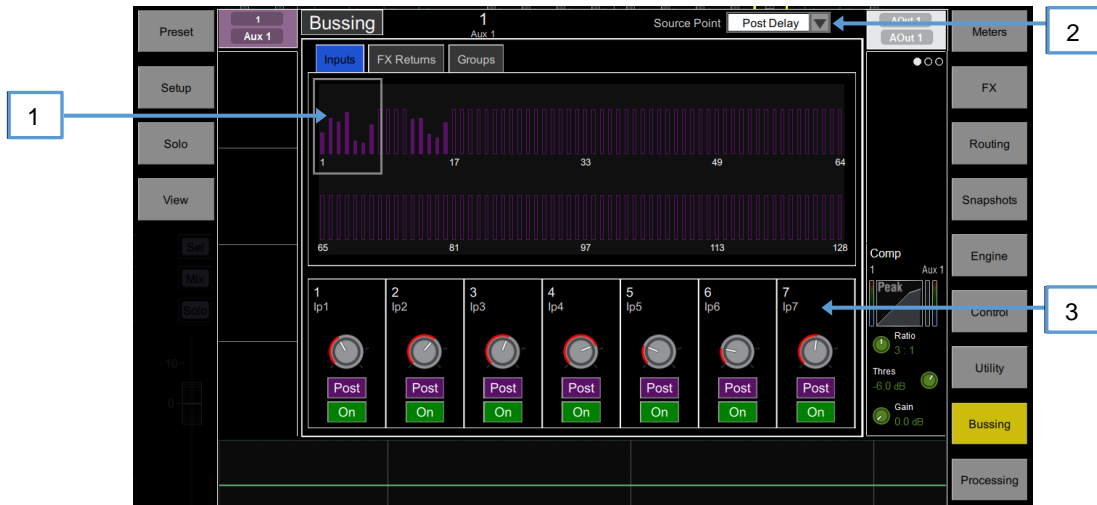 Preset
Setup
Solo
View
Sel
Mix
Solo
10
0
1
Aux 1
Bussing
1
Aux 1
Source Point
Post Delay
AOut 1
AOut 1
Inputs
FX Returns
Groups
1
17
33
49
64
65
81
97
113
128
1
Ip1
Post
On
2
Ip2
Post
On
3
Ip3
Post
On
4
Ip4
Post
On
5
Ip5
Post
On
6
Ip6
Post
On
7
Ip7
Post
On
Comp
1
Aux 1
Peak
Ratio
3 : 1
Thres
-6.0 dB
Gain
0.0 dB
Meters
FX
Routing
Snapshots
Engine
Control
Utility
Bussing
Processing
1
2
3